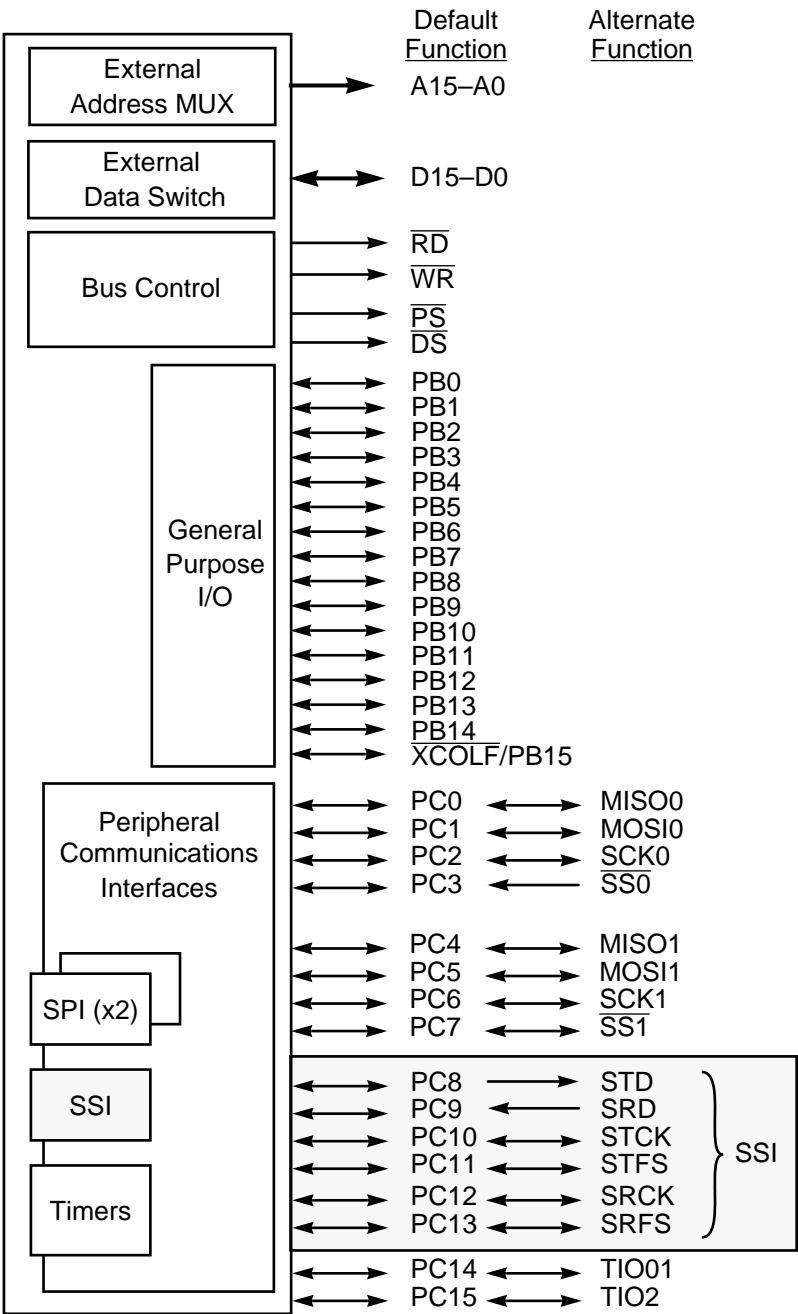 Default Alternate
Function Function
External
Address MUX
A15–A0
External
Data Switch
D15–D0
Bus Control
RD
WR
PS
DS
General
Purpose
I/O
PB0
PB1
PB2
PB3
PB4
PB5
PB6
PB7
PB8
PB9
PB10
PB11
PB12
PB13
PB14
XCOLF/PB15
Peripheral
Communications
Interfaces
PC0 MISO0
PC1 MOSI0
PC2 SCK0
PC3 SS0
PC4 MISO1
PC5 MOSI1
PC6 SCK1
PC7 SS1
SPI (x2)
SSI
Timers
PC8 STD
PC9 SRD
PC10 STCK
PC11 STFS
PC12 SRCK
PC13 SRFS
SSI
PC14 TIO01
PC15 TIO2